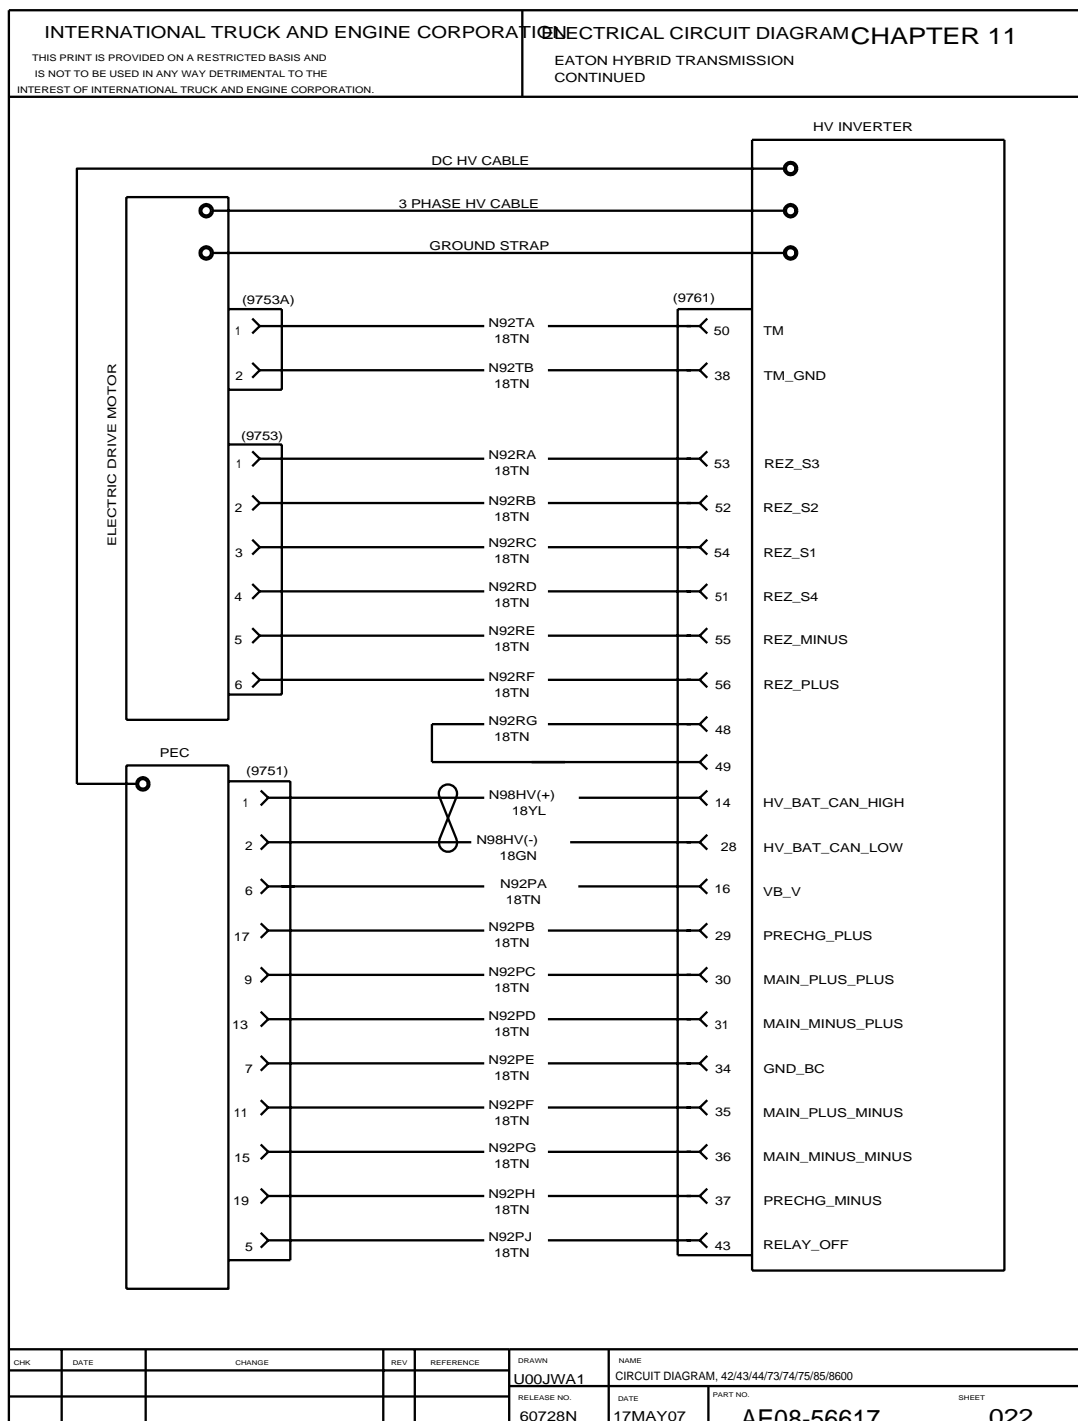 INTERNATIONAL TRUCK AND ENGINE CORPORATION
THIS PRINT IS PROVIDED ON A RESTRICTED BASIS AND
IS NOT TO BE USED IN ANY WAY DETRIMENTAL TO THE
INTEREST OF INTERNATIONAL TRUCK AND ENGINE CORPORATION.
ELECTRICAL CIRCUIT DIAGRAM CHAPTER 11
EATON HYBRID TRANSMISSION
CONTINUED
HV INVERTER
DC HV CABLE
3 PHASE HV CABLE
GROUND STRAP
ELECTRIC DRIVE MOTOR
(9753A) (9761)
1 N92TA 50 TM
18TN
2 N92TB 38 TM_GND
18TN
(9753)
1 N92RA 53 REZ_S3
18TN
2 N92RB 52 REZ_S2
18TN
3 N92RC 54 REZ_S1
18TN
4 N92RD 51 REZ_S4
18TN
5 N92RE 55 REZ_MINUS
18TN
6 N92RF 56 REZ_PLUS
18TN
N92RG 48
18TN
49
PEC
(9751)
1 N98HV(+) 14 HV_BAT_CAN_HIGH
18YL
2 N98HV(-) 28 HV_BAT_CAN_LOW
18GN
6 N92PA 16 VB_V
18TN
17 N92PB 29 PRECHG_PLUS
18TN
9 N92PC 30 MAIN_PLUS_PLUS
18TN
13 N92PD 31 MAIN_MINUS_PLUS
18TN
7 N92PE 34 GND_BC
18TN
11 N92PF 35 MAIN_PLUS_MINUS
18TN
15 N92PG 36 MAIN_MINUS_MINUS
18TN
19 N92PH 37 PRECHG_MINUS
18TN
5 N92PJ 43 RELAY_OFF
18TN
CHK DATE CHANGE REV REFERENCE
DRAWN
U00JWA1
NAME
CIRCUIT DIAGRAM, 42/43/44/73/74/75/85/8600
RELEASE NO.
60728N
DATE
17MAY07
PART NO.
AE08-56617
SHEET
022